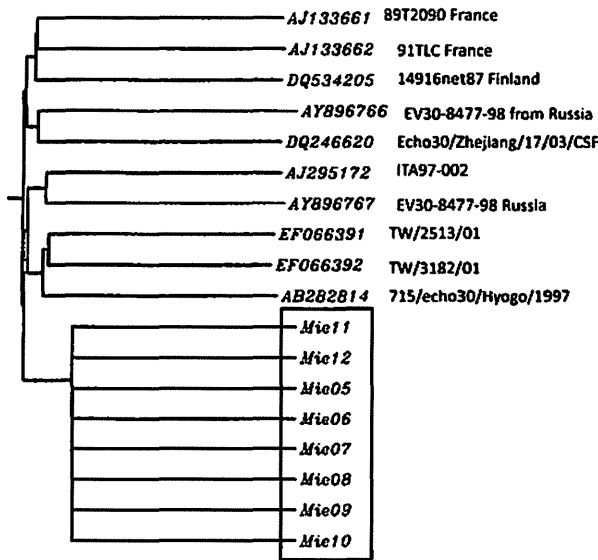 AJ133661 89T2090 France
AJ133662 91TLC France
DQ534205 14916net87 Finland
AY896766 EV30-8477-98 from Russia
DQ246620 Echo30/Zhejiang/17/03/CSF
AJ295172 ITA97-002
AY896767 EV30-8477-98 Russia
EF066391 TW/2513/01
EF066392 TW/3182/01
AB282814 715/echo30/Hyogo/1997
Mie11
Mie12
Mie05
Mie06
Mie07
Mie08
Mie09
Mie10